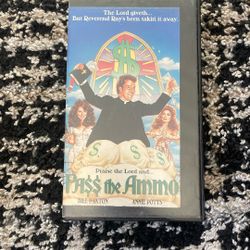 The Lord giveth...
But Reverend Ray's been takin it away.
$
$ $ $
Praise the Lord and...
PA$$ the AMMO
BILL PAXTON ANNIE POTTS